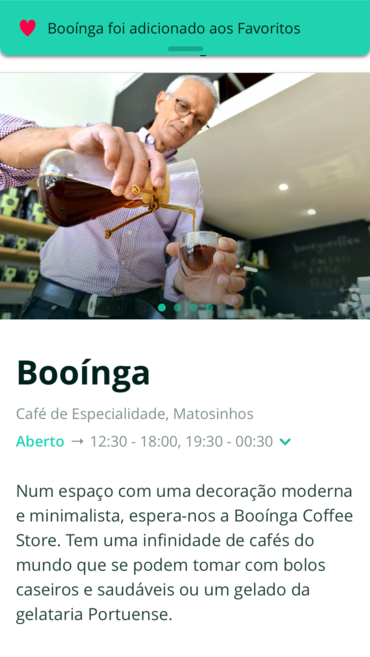 Booínga foi adicionado aos Favoritos
Booínga
Café de Especialidade, Matosinhos
Aberto → 12:30 - 18:00, 19:30 - 00:30
Num espaço com uma decoração moderna
e minimalista, espera-nos a Booínga Coffee
Store. Tem uma infinidade de cafés do
mundo que se podem tomar com bolos
caseiros e saudáveis ou um gelado da
gelataria Portuense.